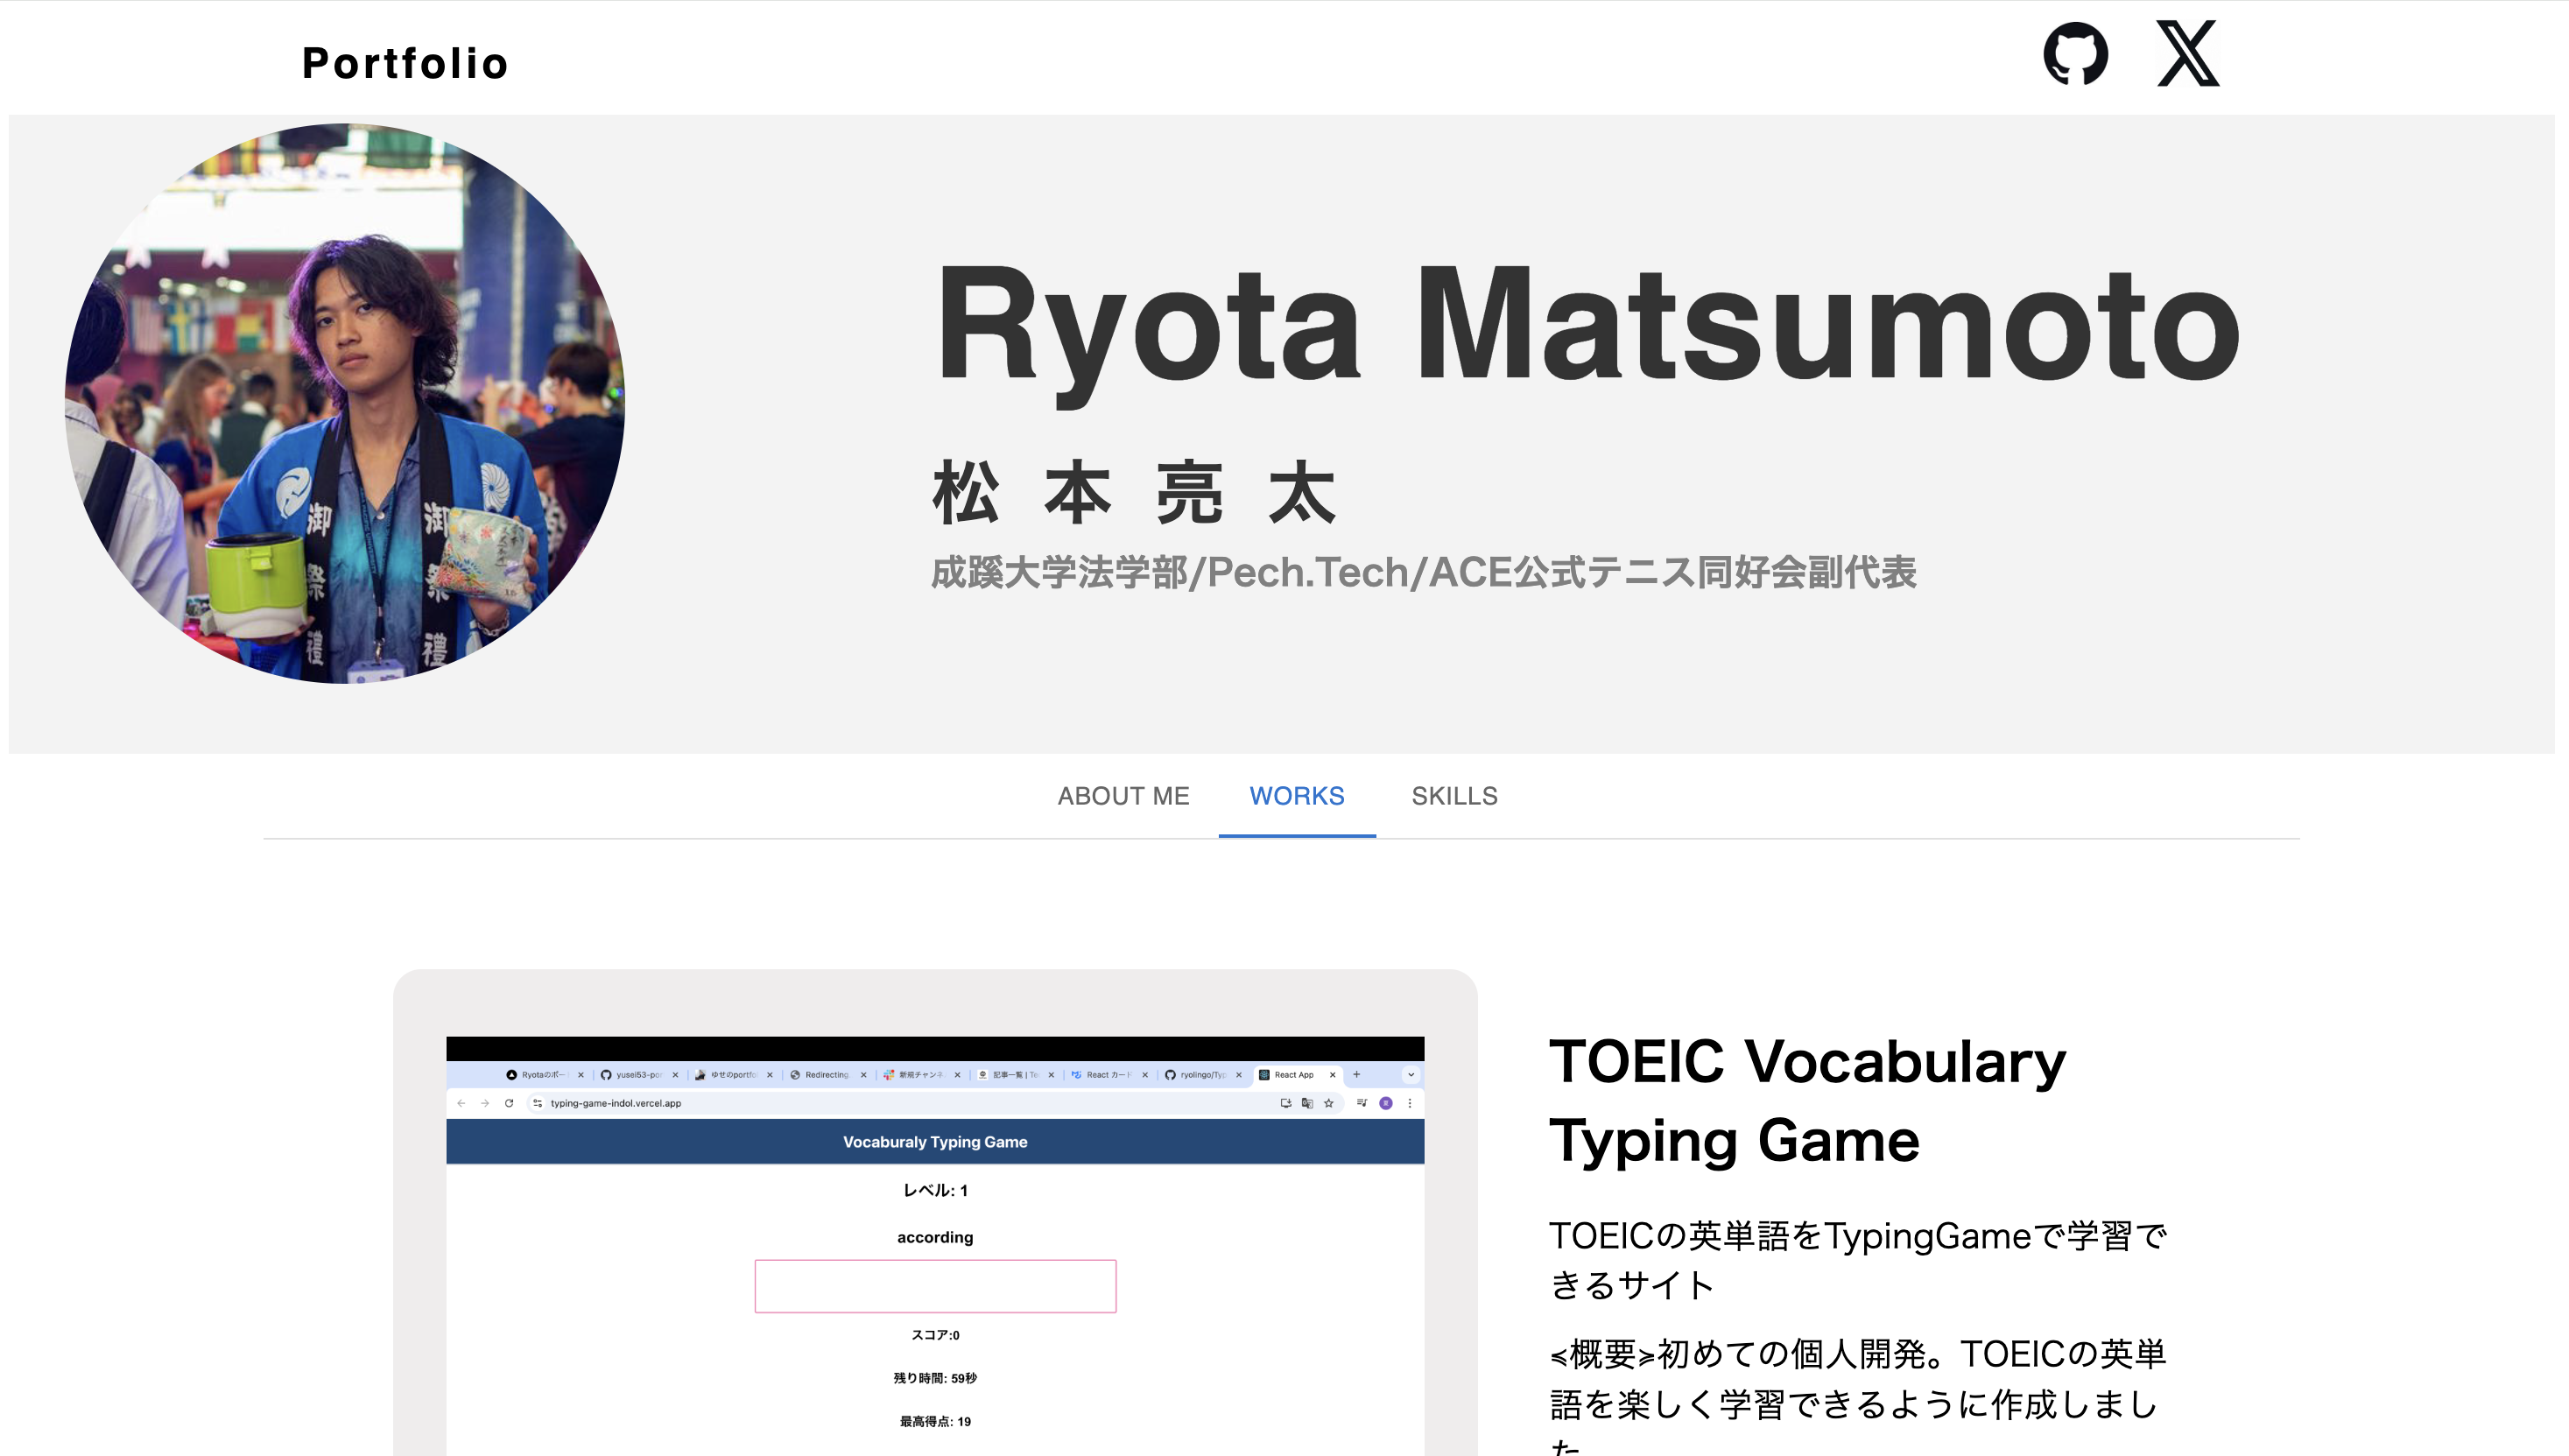 Portfolio
御 御
祭 祭
禮 禮
Ryota Matsumoto
松本亮太
成蹊大学法学部/Pech.Tech/ACE公式テニス同好会副代表
ABOUT ME WORKS SKILLS
Ryotaのポー yusei53-por ゆせのportfo Redirecting 新規チャンネ 記事一覧 | Te React カード ryolingo/Typ React App
typing-game-indol.vercel.app
Vocaburaly Typing Game
レベル: 1
according
スコア:0
残り時間: 59秒
最高得点: 19
TOEIC Vocabulary
Typing Game
TOEICの英単語をTypingGameで学習で
きるサイト
⪕概要⪖初めての個人開発。TOEICの英単
語を楽しく学習できるように作成しまし
た